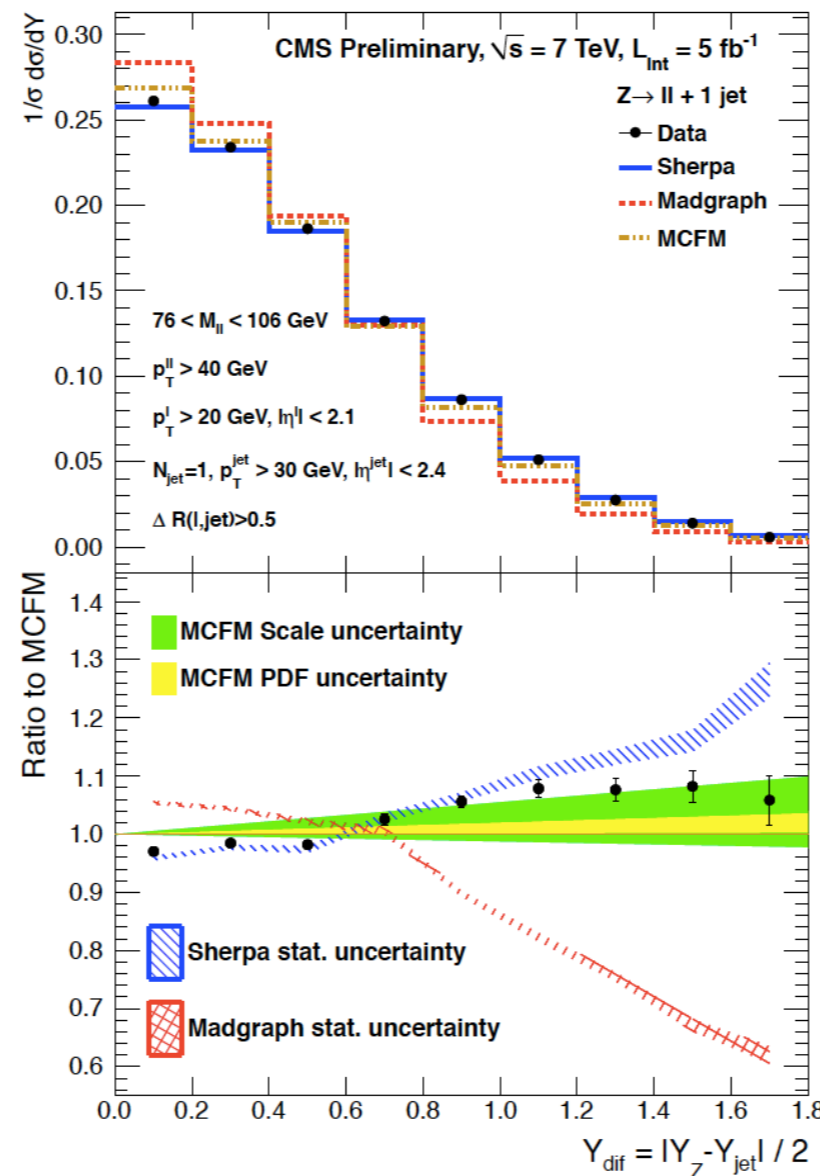 CMS Preliminary, √s = 7 TeV, L_Int = 5 fb⁻¹
1/σ dσ/dY
Z→ ll + 1 jet
Data
Sherpa
Madgraph
MCFM
76 < M_ll < 106 GeV
p_T^ll > 40 GeV
p_T^l > 20 GeV, |η^l| < 2.1
N_jet=1, p_T^jet > 30 GeV, |η^jet| < 2.4
Δ R(l,jet)>0.5
0.30
0.25
0.20
0.15
0.10
0.05
0.00
Ratio to MCFM
MCFM Scale uncertainty
MCFM PDF uncertainty
Sherpa stat. uncertainty
Madgraph stat. uncertainty
1.4
1.3
1.2
1.1
1.0
0.9
0.8
0.7
0.6
0.0 0.2 0.4 0.6 0.8 1.0 1.2 1.4 1.6 1.8
Y_dif = |Y_Z-Y_jet| / 2